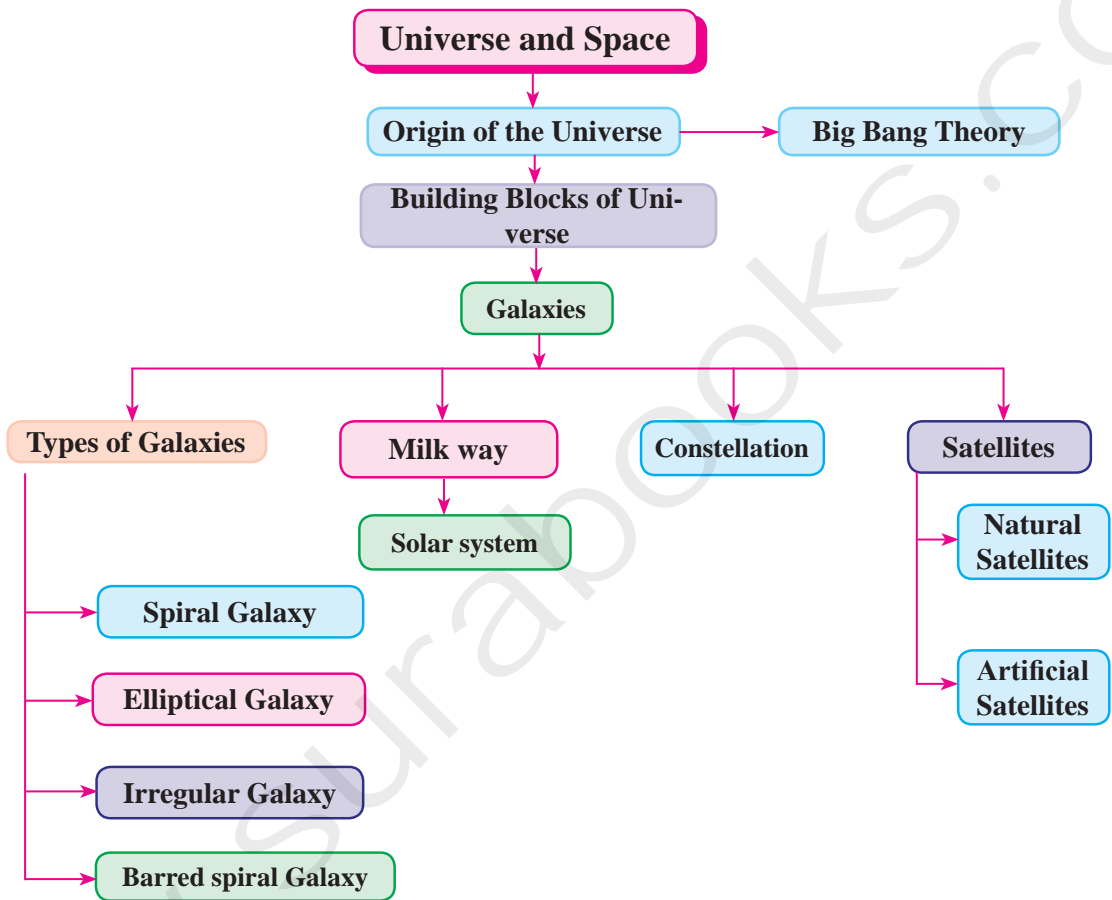 Universe and Space
Origin of the Universe
Big Bang Theory
Building Blocks of Uni-
verse
Galaxies
Types of Galaxies
Milk way
Constellation
Satellites
Solar system
Natural
Satellites
Spiral Galaxy
Elliptical Galaxy
Artificial
Satellites
Irregular Galaxy
Barred spiral Galaxy
surabooks.co